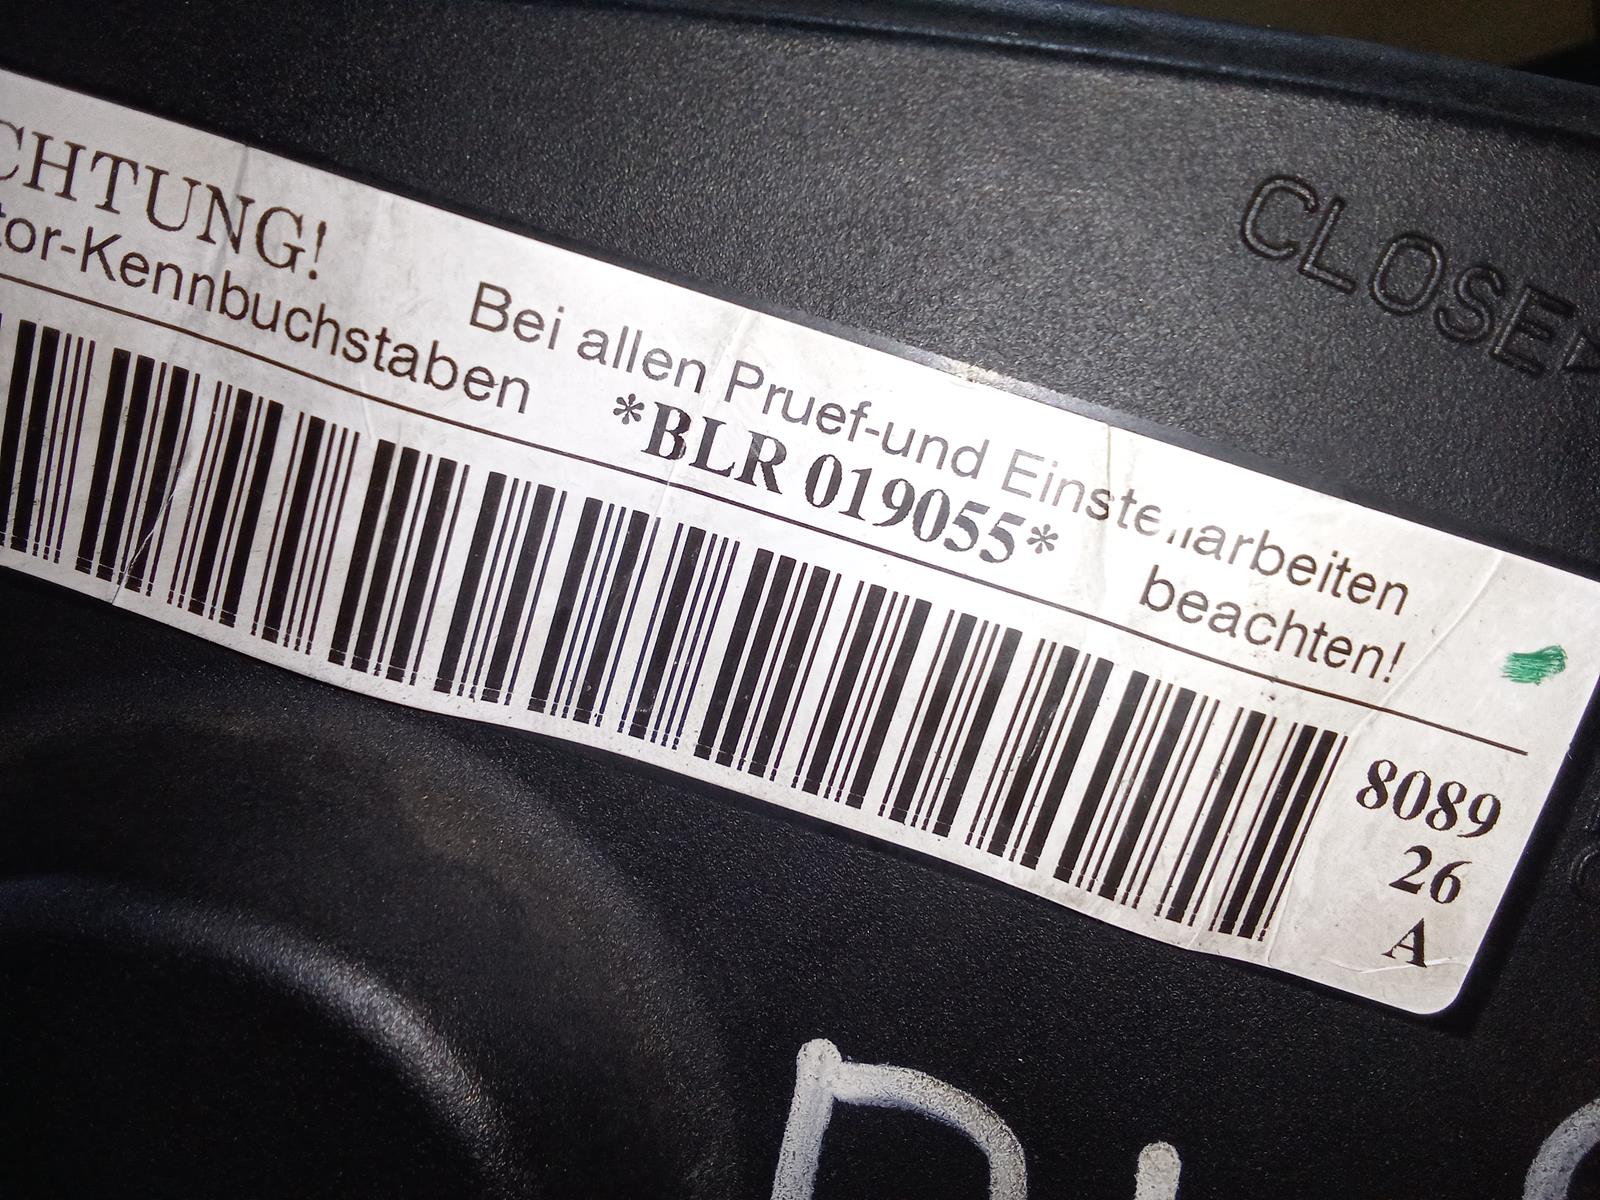 CLOSE
CHTUNG!
Bei allen Pruef-und Einstellarbeiten
tor-Kennbuchstaben
*BLR 019055*
beachten!
8089
26
A